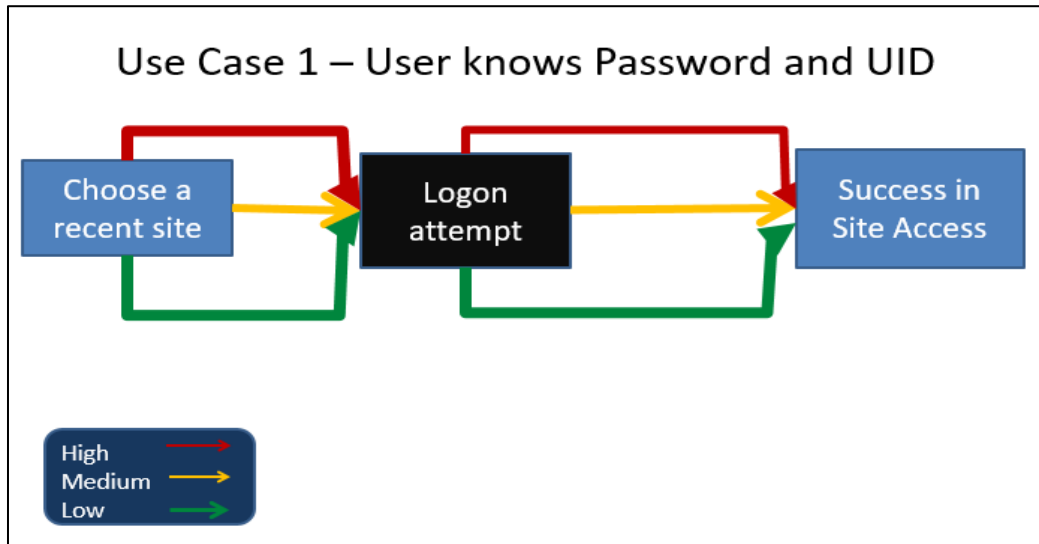 Use Case 1 – User knows Password and UID
Choose a
recent site
Logon
attempt
Success in
Site Access
High
Medium
Low